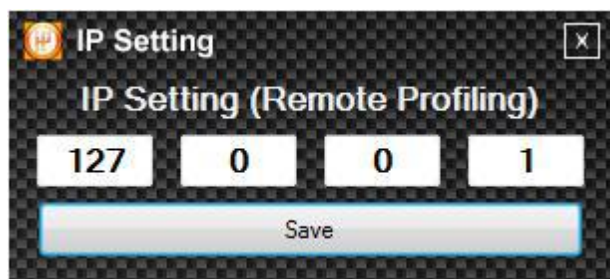 IP Setting
X
IP Setting (Remote Profiling)
127 0 0 1
Save